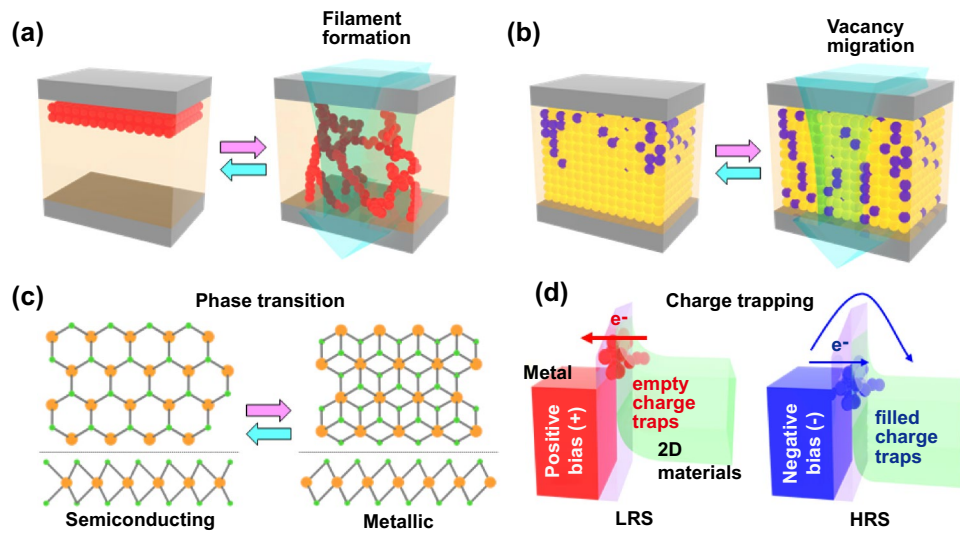 (a)
Filament
formation
(b)
Vacancy
migration
(c)
Phase transition
Semiconducting
Metallic
(d)
Charge trapping
e-
Metal
Positive
bias (+)
empty
charge
traps
2D
materials
LRS
e-
Negative
bias (-)
filled
charge
traps
HRS